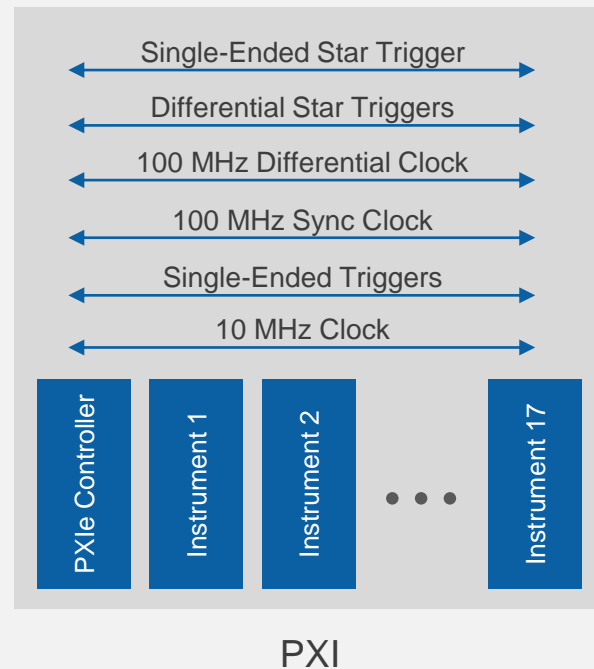 Single-Ended Star Trigger
Differential Star Triggers
100 MHz Differential Clock
100 MHz Sync Clock
Single-Ended Triggers
10 MHz Clock
PXIe Controller
Instrument 1
Instrument 2
Instrument 17
PXI